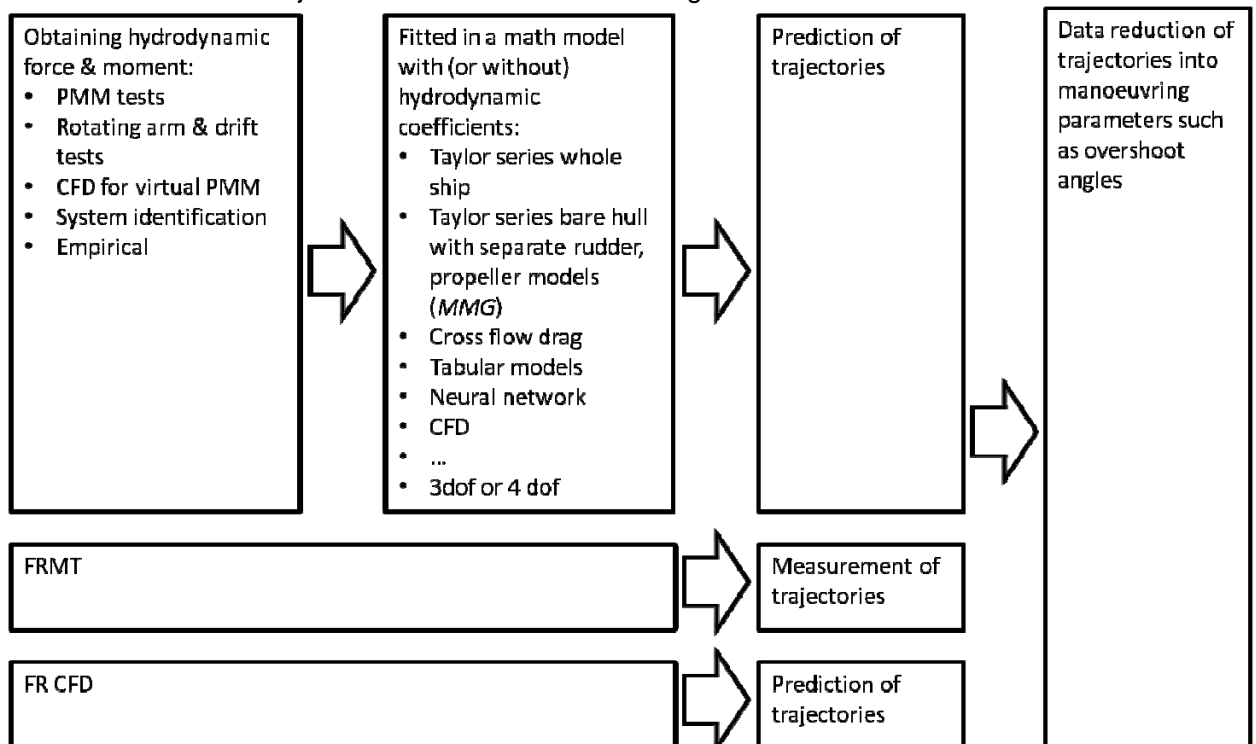 Obtaining hydrodynamic
force & moment:
• PMM tests
• Rotating arm & drift
tests
• CFD for virtual PMM
• System identification
• Empirical
Fitted in a math model
with (or without)
hydrodynamic
coefficients:
• Taylor series whole
ship
• Taylor series bare hull
with separate rudder,
propeller models
(MMG)
• Cross flow drag
• Tabular models
• Neural network
• CFD
• ...
• 3dof or 4 dof
Prediction of
trajectories
Data reduction of
trajectories into
manoeuvring
parameters such
as overshoot
angles
FRMT
Measurement of
trajectories
FR CFD
Prediction of
trajectories